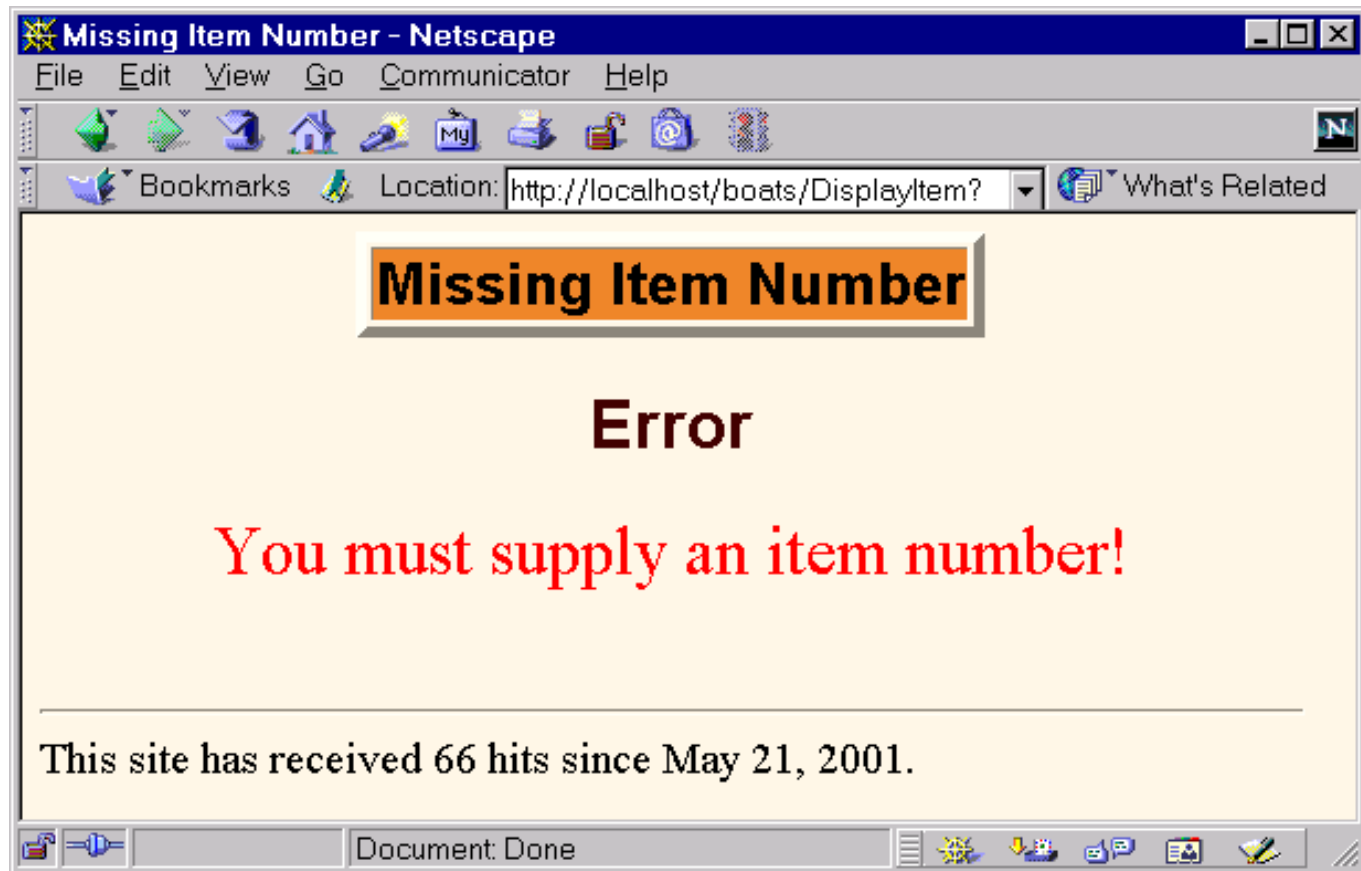 Missing Item Number - Netscape
File Edit View Go Communicator Help
My N
Bookmarks Location: http://localhost/boats/DisplayItem? What's Related
Missing Item Number
Error
You must supply an item number!
This site has received 66 hits since May 21, 2001.
Document: Done